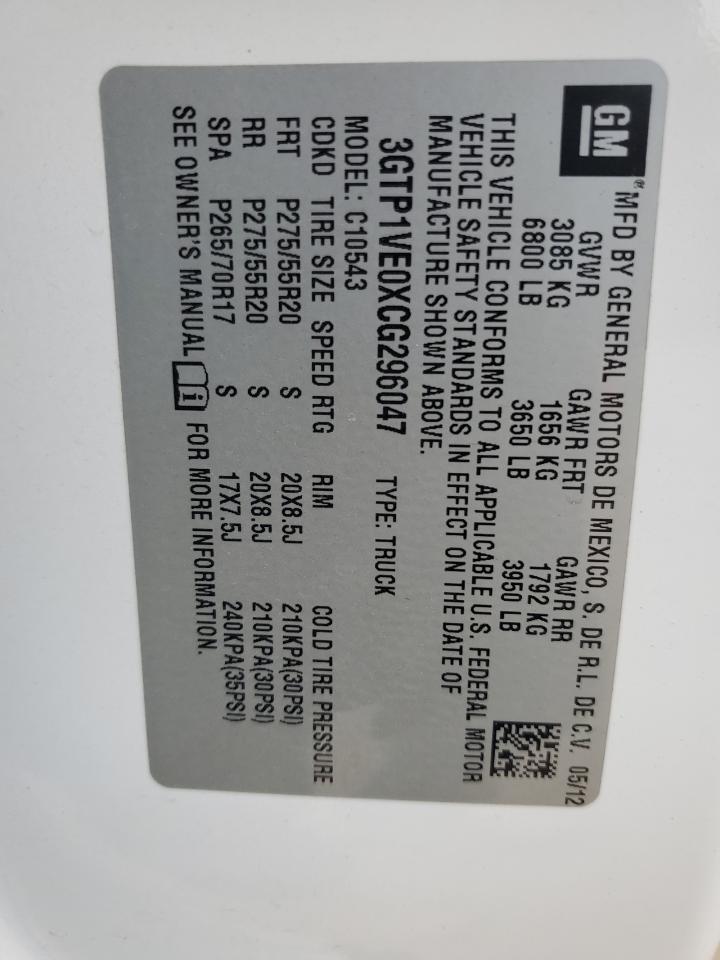 GM
® MFD BY GENERAL MOTORS DE MEXICO, S. DE R.L. DE C.V. 05/12
GVWR GAWR FRT GAWR RR
3085 KG 1656 KG 1792 KG
6800 LB 3650 LB 3950 LB
THIS VEHICLE CONFORMS TO ALL APPLICABLE U.S. FEDERAL MOTOR
VEHICLE SAFETY STANDARDS IN EFFECT ON THE DATE OF
MANUFACTURE SHOWN ABOVE.
3GTP1VE0XCG296047 TYPE: TRUCK
MODEL: C10543
CDKD TIRE SIZE SPEED RTG RIM COLD TIRE PRESSURE
FRT P275/55R20 S 20X8.5J 210KPA(30PSI)
RR P275/55R20 S 20X8.5J 210KPA(30PSI)
SPA P265/70R17 S 17X7.5J 240KPA(35PSI)
SEE OWNER'S MANUAL i FOR MORE INFORMATION.